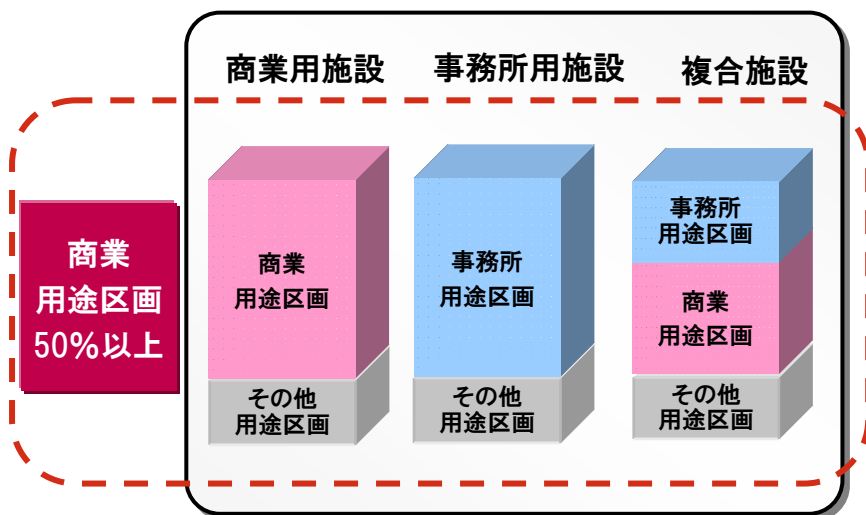 商業用施設
事務所用施設
複合施設
商業
用途区画
50%以上
商業
用途区画
その他
用途区画
事務所
用途区画
その他
用途区画
事務所
用途区画
商業
用途区画
その他
用途区画